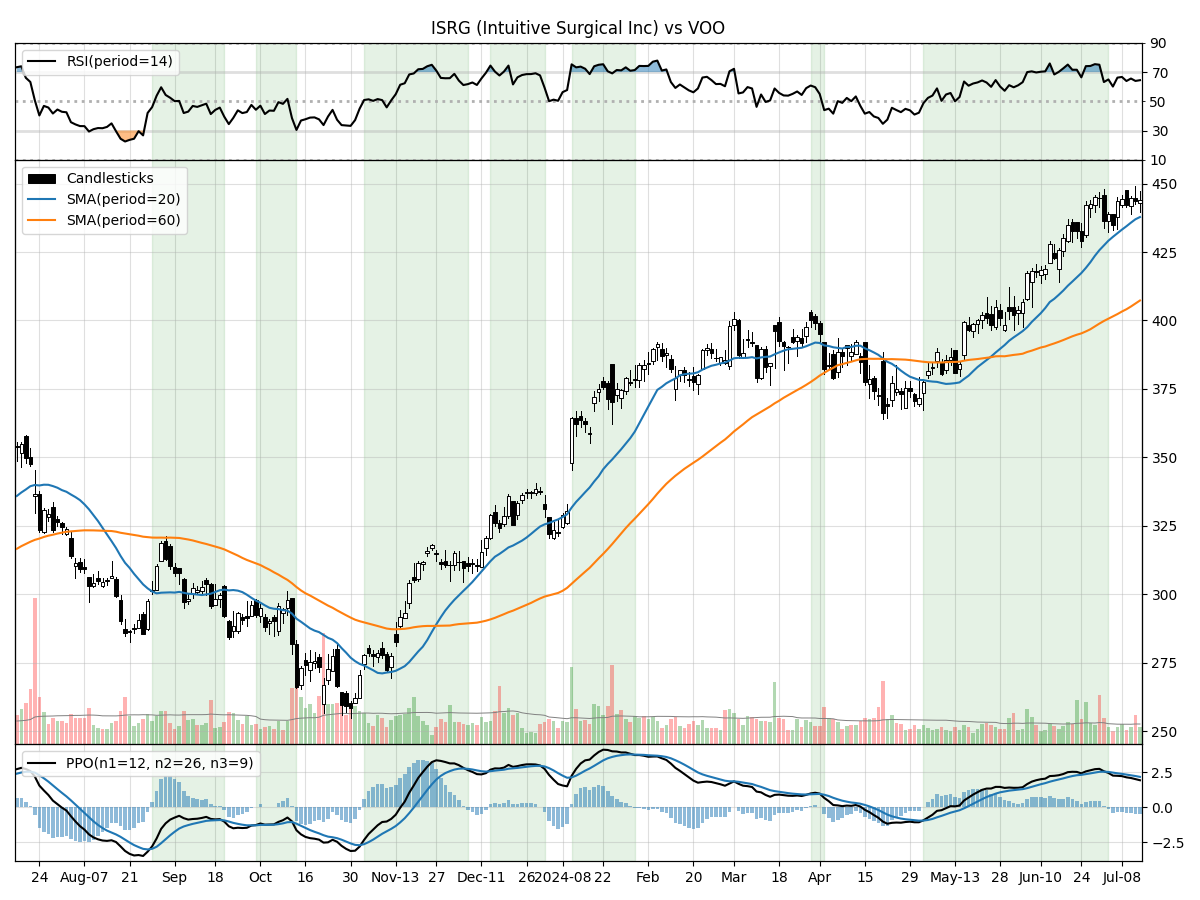 ISRG (Intuitive Surgical Inc) vs VOO
RSI(period=14)
90
70
50
30
10
Candlesticks
SMA(period=20)
SMA(period=60)
450
425
400
375
350
325
300
275
250
PPO(n1=12, n2=26, n3=9)
2.5
0.0
−2.5
24 Aug-07 21 Sep 18 Oct 16 30 Nov-13 27 Dec-11 26 2024-08 22 Feb 20 Mar 18 Apr 15 29 May-13 28 Jun-10 24 Jul-08